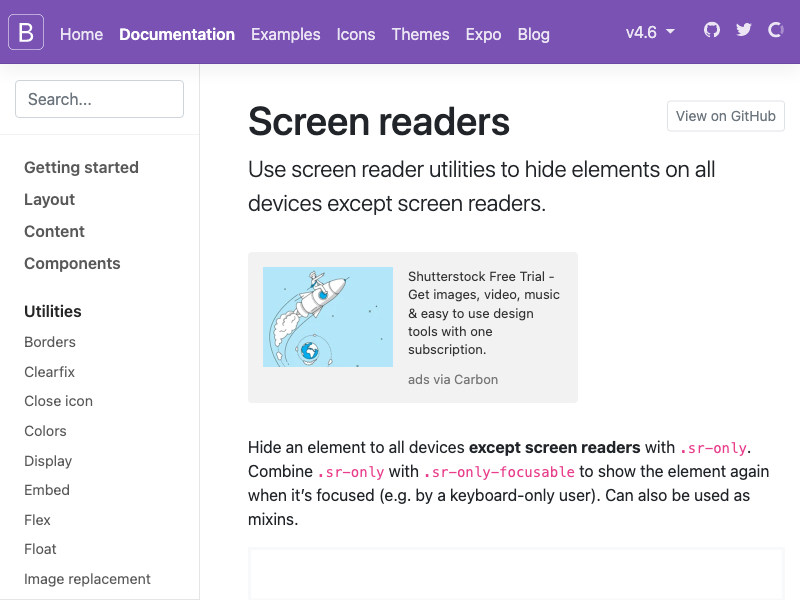 B Home Documentation Examples Icons Themes Expo Blog v4.6
Search...
Getting started
Layout
Content
Components
Utilities
Borders
Clearfix
Close icon
Colors
Display
Embed
Flex
Float
Image replacement
Screen readers
View on GitHub
Use screen reader utilities to hide elements on all
devices except screen readers.
Shutterstock Free Trial -
Get images, video, music
& easy to use design
tools with one
subscription.
ads via Carbon
Hide an element to all devices except screen readers with .sr-only.
Combine .sr-only with .sr-only-focusable to show the element again
when it’s focused (e.g. by a keyboard-only user). Can also be used as
mixins.